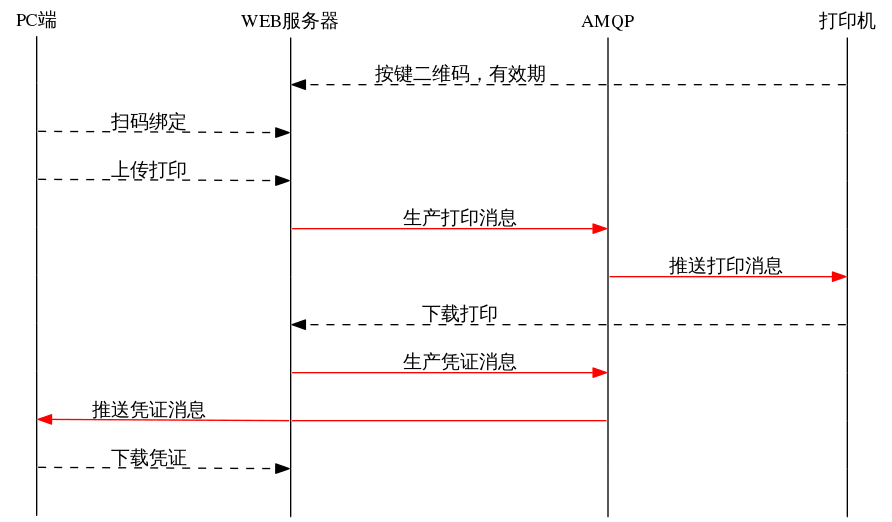 PC端 WEB服务器 AMQP 打印机
按键二维码，有效期
扫码绑定
上传打印
生产打印消息
推送打印消息
下载打印
生产凭证消息
推送凭证消息
下载凭证